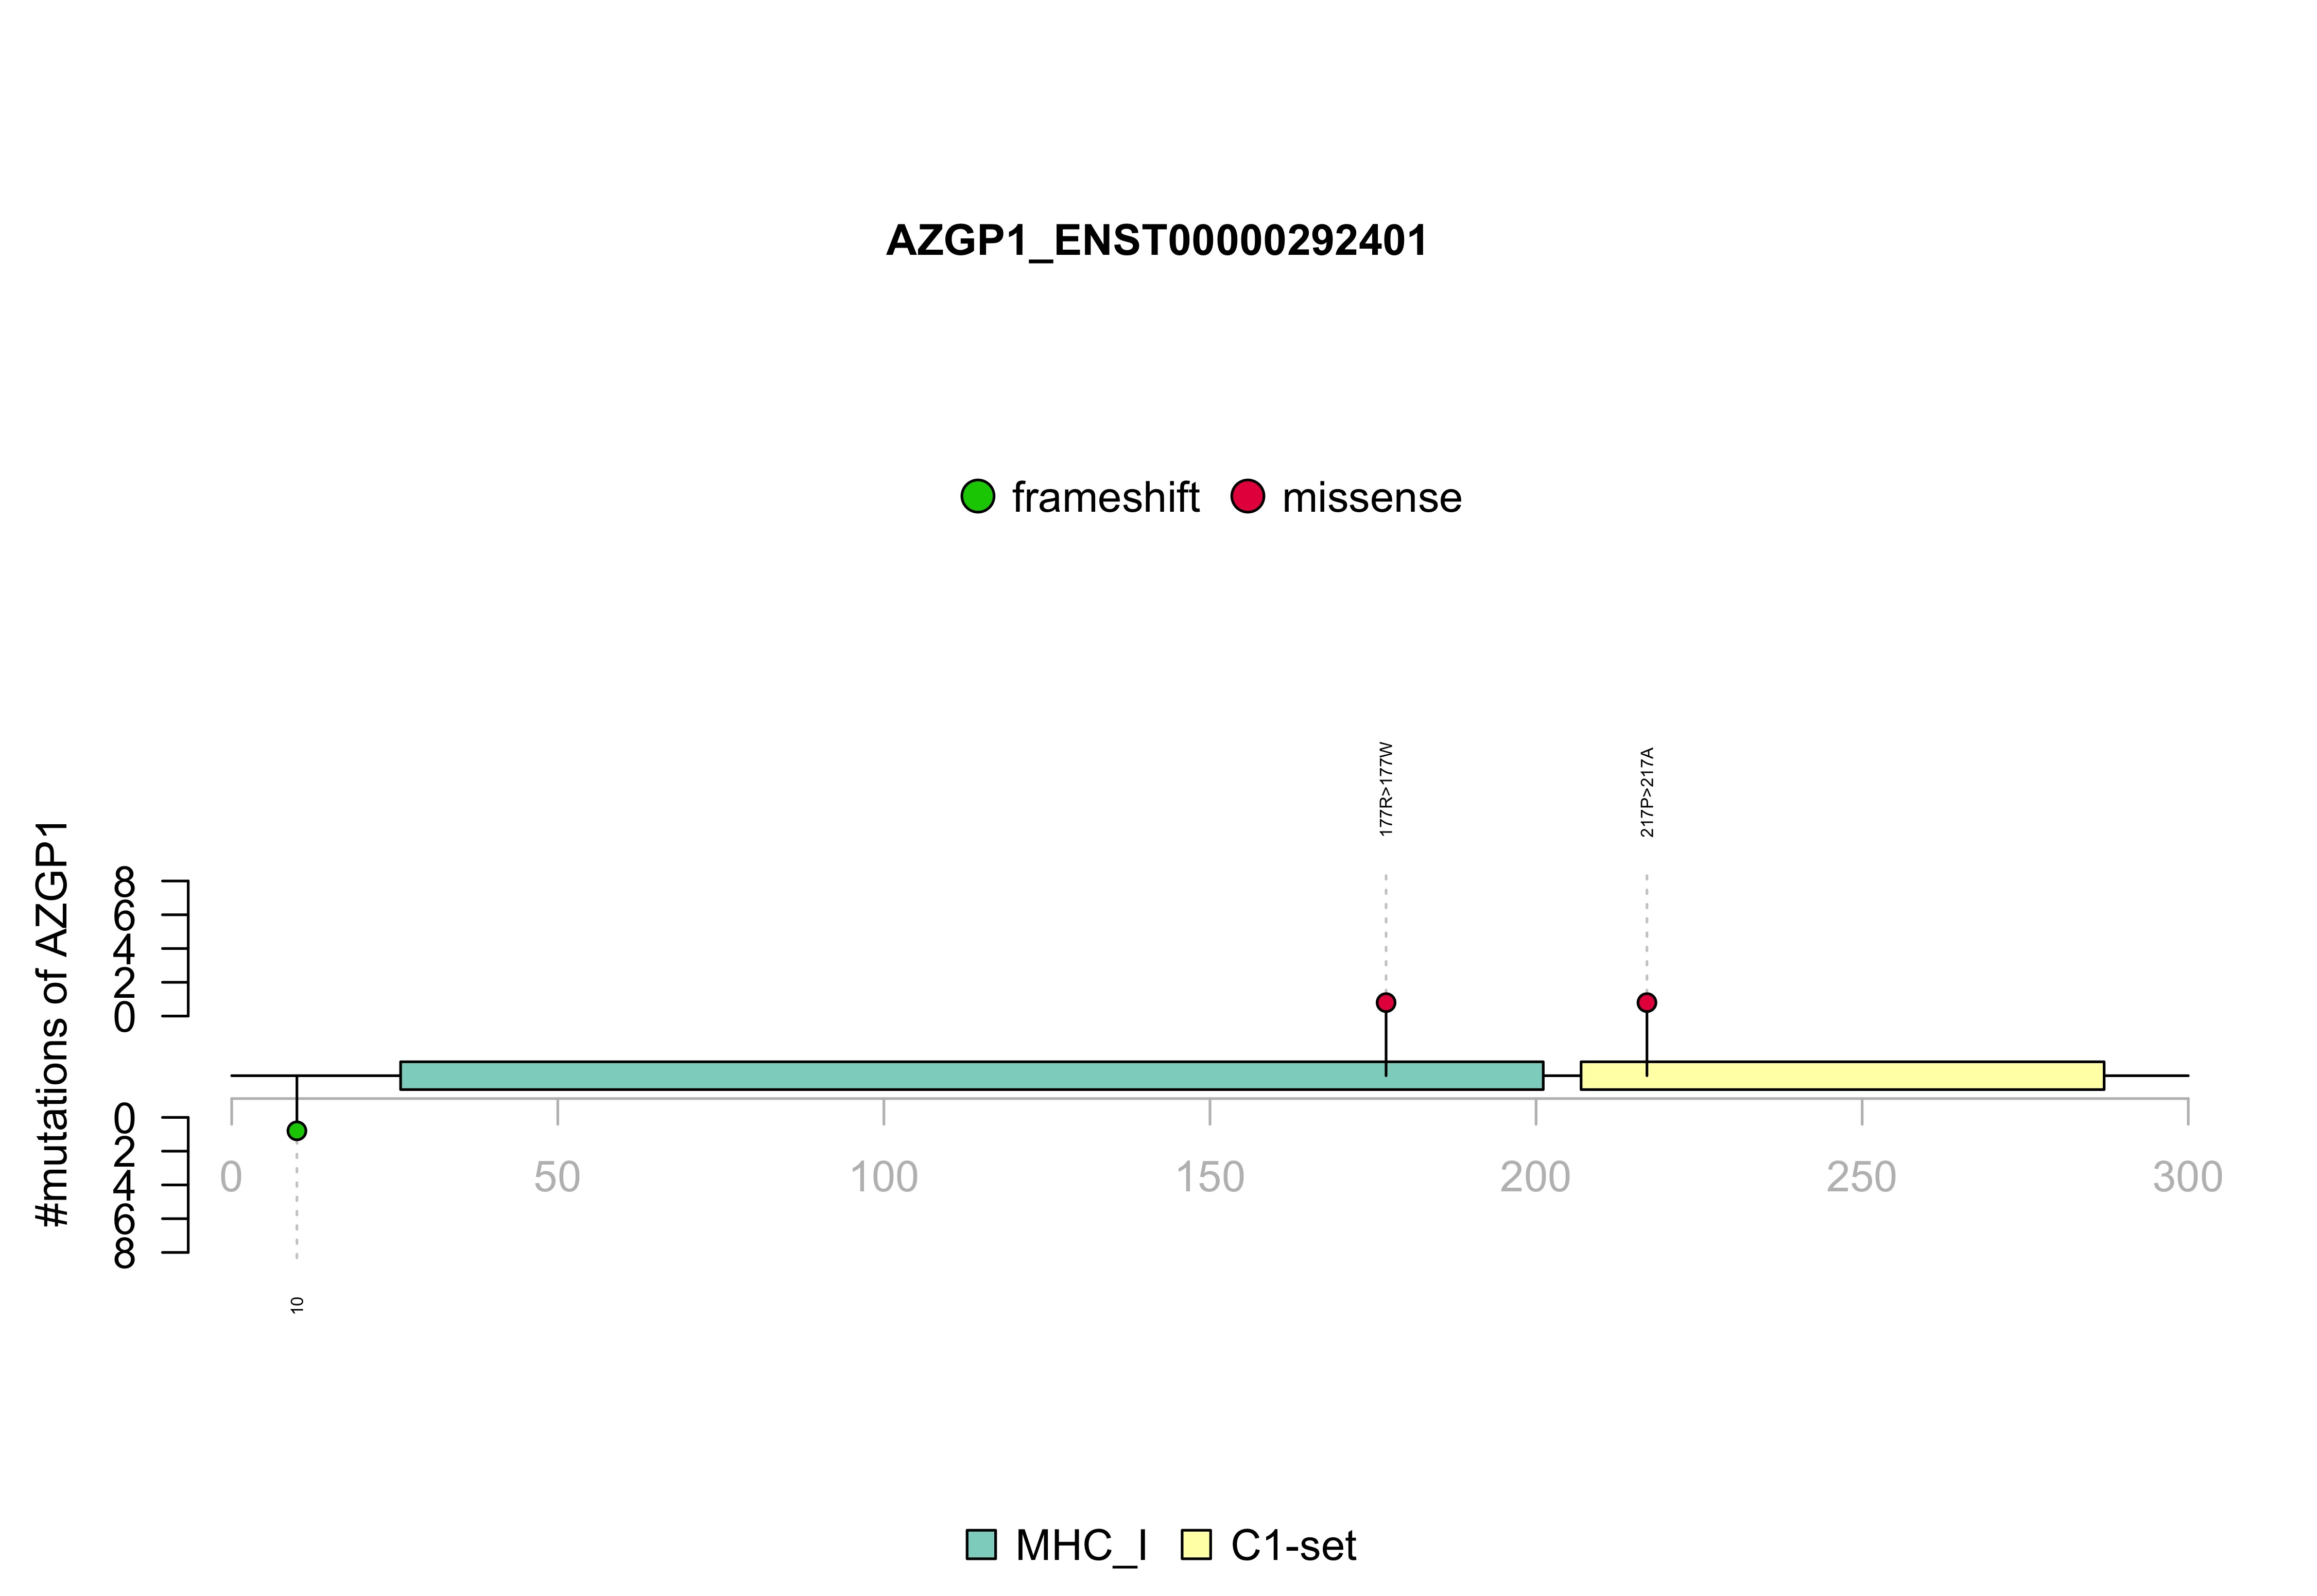 AZGP1_ENST00000292401
frameshift missense
177R>177W
217P>217A
#mutations of AZGP1
8
6
4
2
0
0
2
4
6
8
0 50 100 150 200 250 300
10
MHC_I C1-set